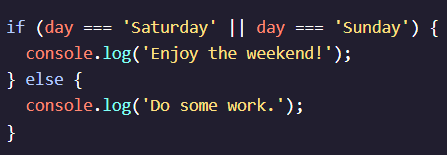 if (day === 'Saturday' || day === 'Sunday') {
  console.log('Enjoy the weekend!');
} else {
  console.log('Do some work.');
}